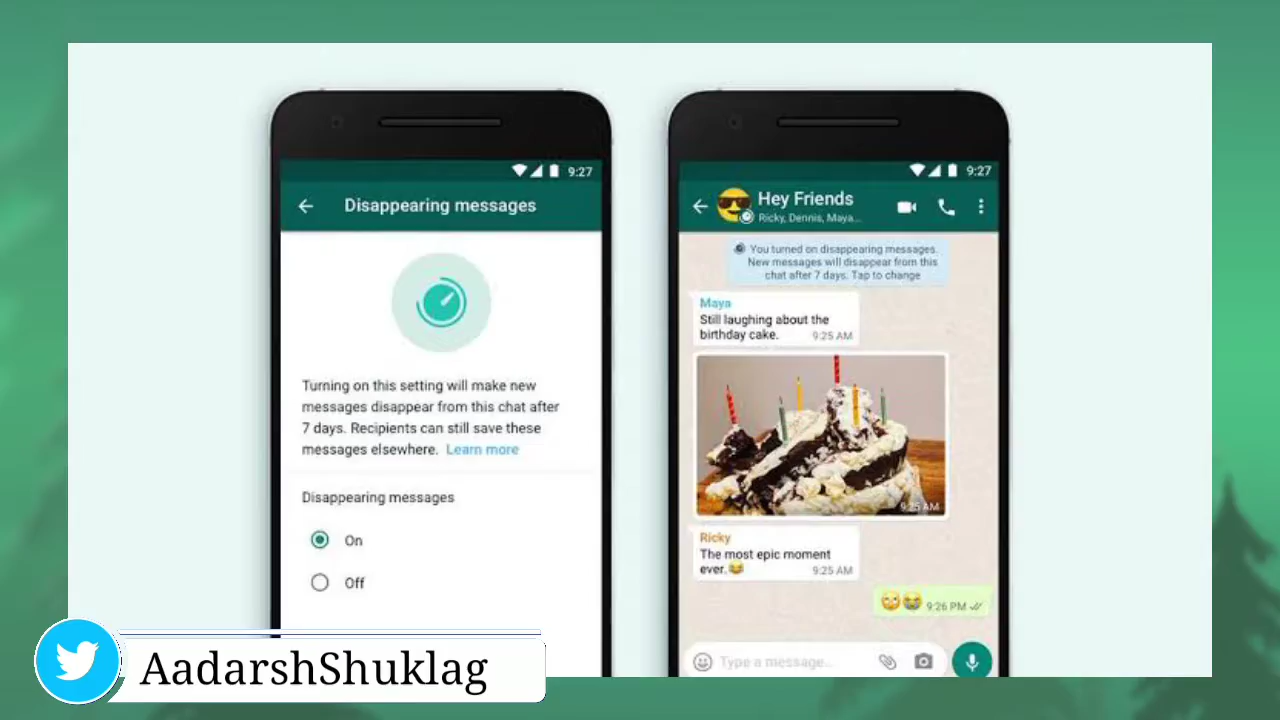 9:27
Disappearing messages
Turning on this setting will make new
messages disappear from this chat after
7 days. Recipients can still save these
messages elsewhere. Learn more
Disappearing messages
On
Off
9:27
Hey Friends
Ricky, Dennis, Maya...
You turned on disappearing messages.
New messages will disappear from this
chat after 7 days. Tap to change
Maya
Still laughing about the
birthday cake. 9:25 AM
9:25 AM
Ricky
The most epic moment
ever.😂 9:25 AM
🙄😭 9:26 PM
Type a message...
AadarshShuklag